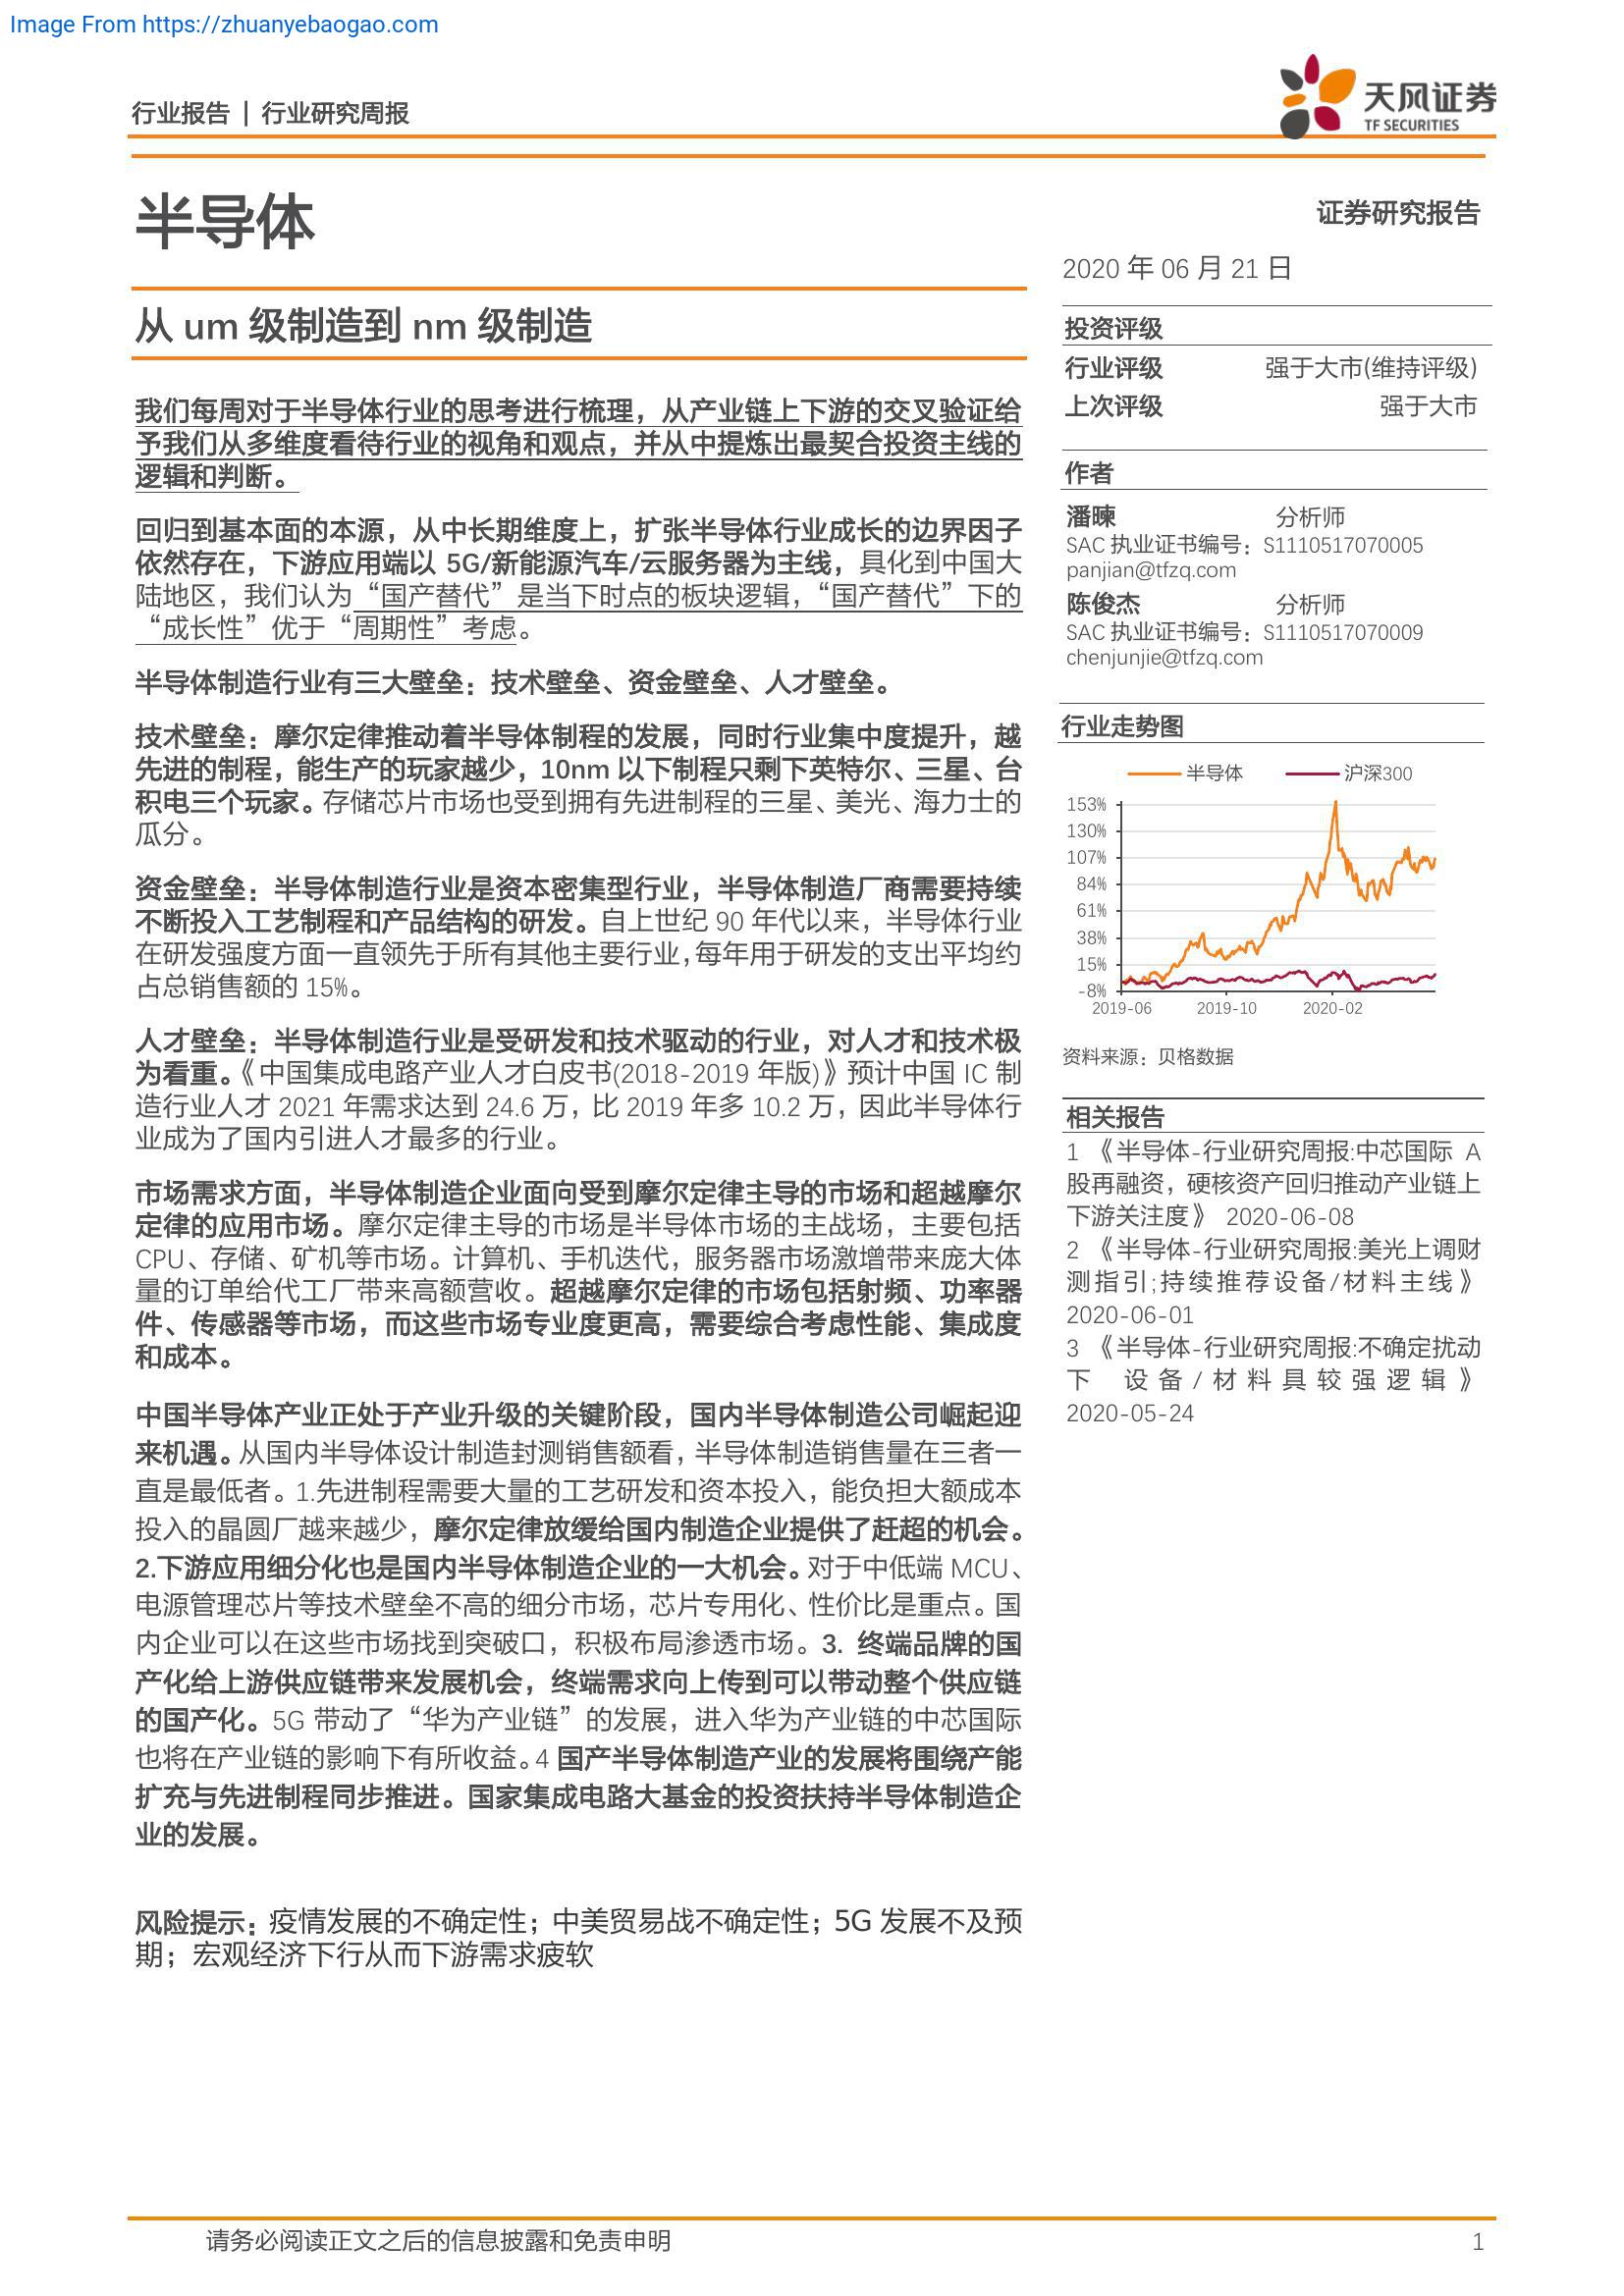 Image From https://zhuanyebaogao.com
行业报告 | 行业研究周报
天风证券
TF SECURITIES
半导体
证券研究报告
2020 年 06 月 21 日
从 um 级制造到 nm 级制造
我们每周对于半导体行业的思考进行梳理，从产业链上下游的交叉验证给
予我们从多维度看待行业的视角和观点，并从中提炼出最契合投资主线的
逻辑和判断。
回归到基本面的本源，从中长期维度上，扩张半导体行业成长的边界因子
依然存在，下游应用端以 5G/新能源汽车/云服务器为主线，具化到中国大
陆地区，我们认为“国产替代”是当下时点的板块逻辑，“国产替代”下的
“成长性”优于“周期性”考虑。
半导体制造行业有三大壁垒：技术壁垒、资金壁垒、人才壁垒。
技术壁垒：摩尔定律推动着半导体制程的发展，同时行业集中度提升，越
先进的制程，能生产的玩家越少，10nm 以下制程只剩下英特尔、三星、台
积电三个玩家。存储芯片市场也受到拥有先进制程的三星、美光、海力士的
瓜分。
资金壁垒：半导体制造行业是资本密集型行业，半导体制造厂商需要持续
不断投入工艺制程和产品结构的研发。自上世纪 90 年代以来，半导体行业
在研发强度方面一直领先于所有其他主要行业，每年用于研发的支出平均约
占总销售额的 15%。
人才壁垒：半导体制造行业是受研发和技术驱动的行业，对人才和技术极
为看重。《中国集成电路产业人才白皮书(2018-2019 年版)》预计中国 IC 制
造行业人才 2021 年需求达到 24.6 万，比 2019 年多 10.2 万，因此半导体行
业成为了国内引进人才最多的行业。
市场需求方面，半导体制造企业面向受到摩尔定律主导的市场和超越摩尔
定律的应用市场。摩尔定律主导的市场是半导体市场的主战场，主要包括
CPU、存储、矿机等市场。计算机、手机迭代，服务器市场激增带来庞大体
量的订单给代工厂带来高额营收。超越摩尔定律的市场包括射频、功率器
件、传感器等市场，而这些市场专业度更高，需要综合考虑性能、集成度
和成本。
中国半导体产业正处于产业升级的关键阶段，国内半导体制造公司崛起迎
来机遇。从国内半导体设计制造封测销售额看，半导体制造销售量在三者一
直是最低者。1.先进制程需要大量的工艺研发和资本投入，能负担大额成本
投入的晶圆厂越来越少，摩尔定律放缓给国内制造企业提供了赶超的机会。
2.下游应用细分化也是国内半导体制造企业的一大机会。对于中低端 MCU、
电源管理芯片等技术壁垒不高的细分市场，芯片专用化、性价比是重点。国
内企业可以在这些市场找到突破口，积极布局渗透市场。3. 终端品牌的国
产化给上游供应链带来发展机会，终端需求向上传到可以带动整个供应链
的国产化。5G 带动了“华为产业链”的发展，进入华为产业链的中芯国际
也将在产业链的影响下有所收益。4 国产半导体制造产业的发展将围绕产能
扩充与先进制程同步推进。国家集成电路大基金的投资扶持半导体制造企
业的发展。
风险提示：疫情发展的不确定性；中美贸易战不确定性；5G 发展不及预
期；宏观经济下行从而下游需求疲软
投资评级
行业评级 强于大市(维持评级)
上次评级 强于大市
作者
潘暕 分析师
SAC 执业证书编号：S1110517070005
panjian@tfzq.com
陈俊杰 分析师
SAC 执业证书编号：S1110517070009
chenjunjie@tfzq.com
行业走势图
半导体 沪深300
153%
130%
107%
84%
61%
38%
15%
-8%
2019-06 2019-10 2020-02
资料来源：贝格数据
相关报告
1 《半导体-行业研究周报:中芯国际 A
股再融资，硬核资产回归推动产业链上
下游关注度》 2020-06-08
2 《半导体-行业研究周报:美光上调财
测指引;持续推荐设备/材料主线》
2020-06-01
3 《半导体-行业研究周报:不确定扰动
下 设备/材料具较强逻辑》
2020-05-24
请务必阅读正文之后的信息披露和免责申明
1